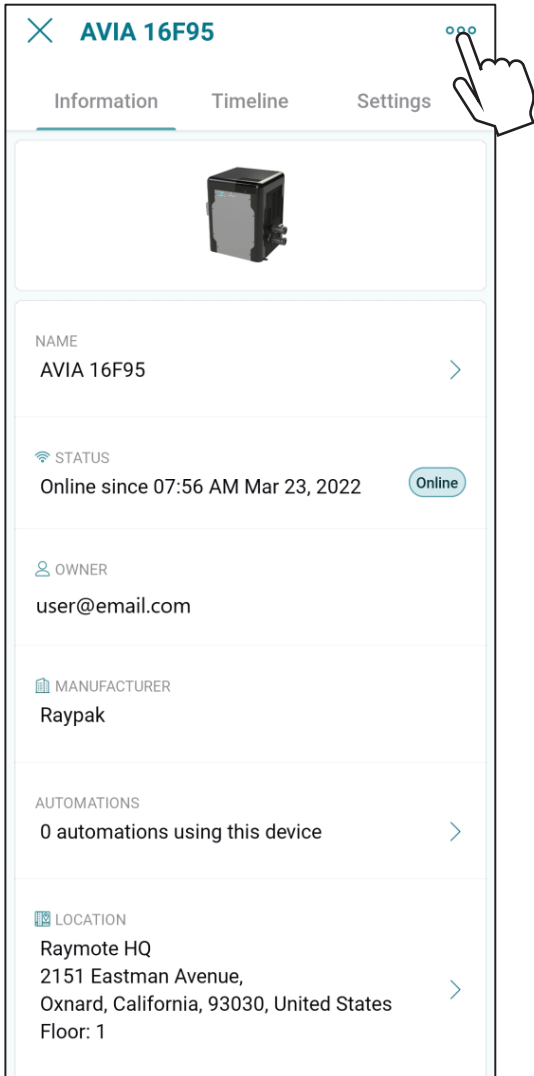 AVIA 16F95
Information Timeline Settings
NAME
AVIA 16F95
STATUS
Online since 07:56 AM Mar 23, 2022 Online
OWNER
user@email.com
MANUFACTURER
Raypak
AUTOMATIONS
0 automations using this device
LOCATION
Raymote HQ
2151 Eastman Avenue,
Oxnard, California, 93030, United States
Floor: 1